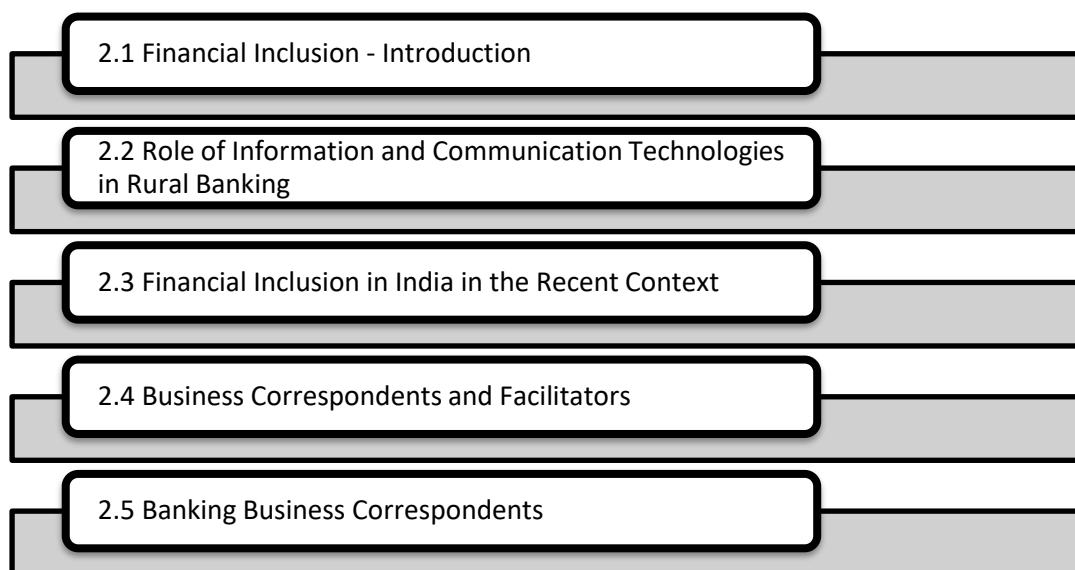 2.1 Financial Inclusion - Introduction
2.2 Role of Information and Communication Technologies
in Rural Banking
2.3 Financial Inclusion in India in the Recent Context
2.4 Business Correspondents and Facilitators
2.5 Banking Business Correspondents